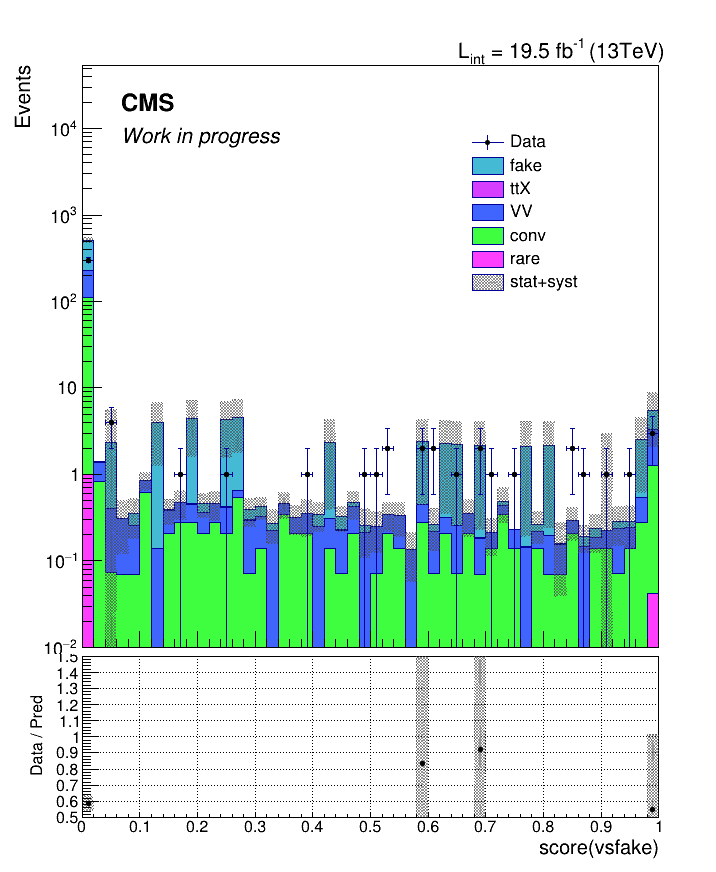 L_int = 19.5 fb^-1 (13TeV)
Events
CMS
Work in progress
Data
fake
ttX
VV
conv
rare
stat+syst
10^4
10^3
10^2
10
1
10^-1
10^-2
Data / Pred
1.5
1.4
1.3
1.2
1.1
1
0.9
0.8
0.7
0.6
0.5
0 0.1 0.2 0.3 0.4 0.5 0.6 0.7 0.8 0.9 1
score(vsfake)